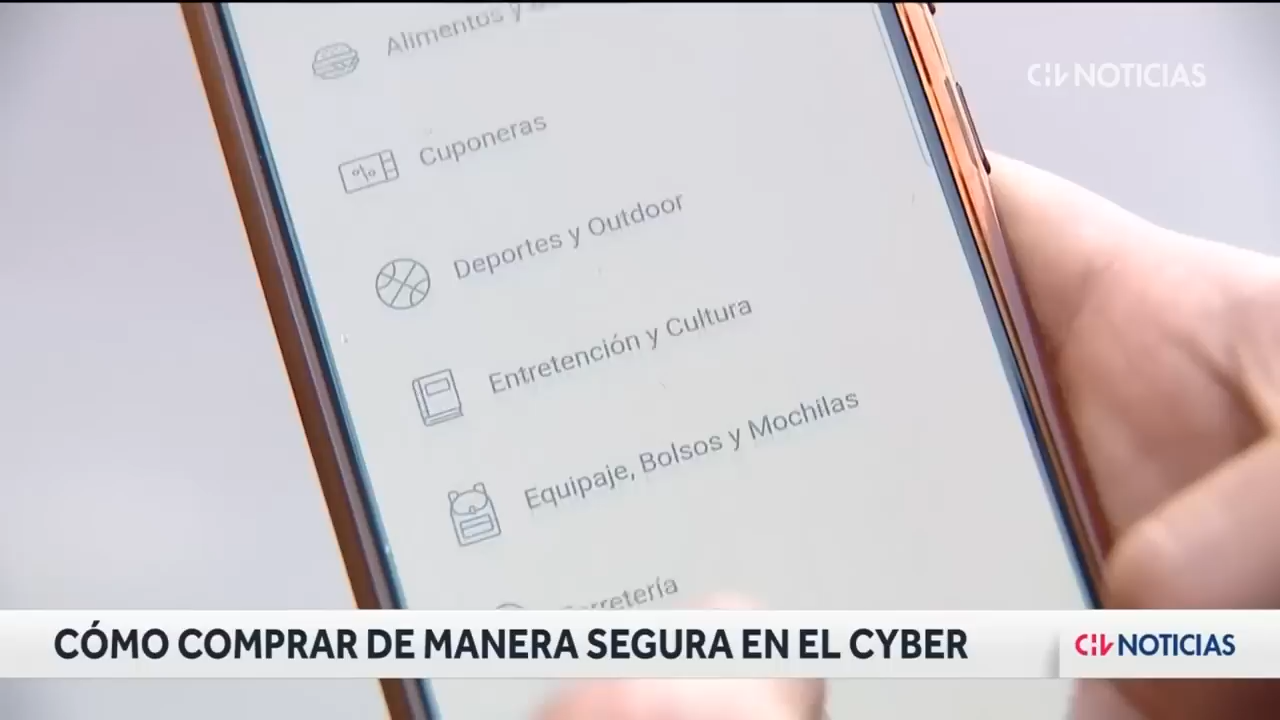 Alimentos y
CHV NOTICIAS
Cuponeras
Deportes y Outdoor
Entretención y Cultura
Equipaje, Bolsos y Mochilas
CÓMO COMPRAR DE MANERA SEGURA EN EL CYBER
CHV NOTICIAS